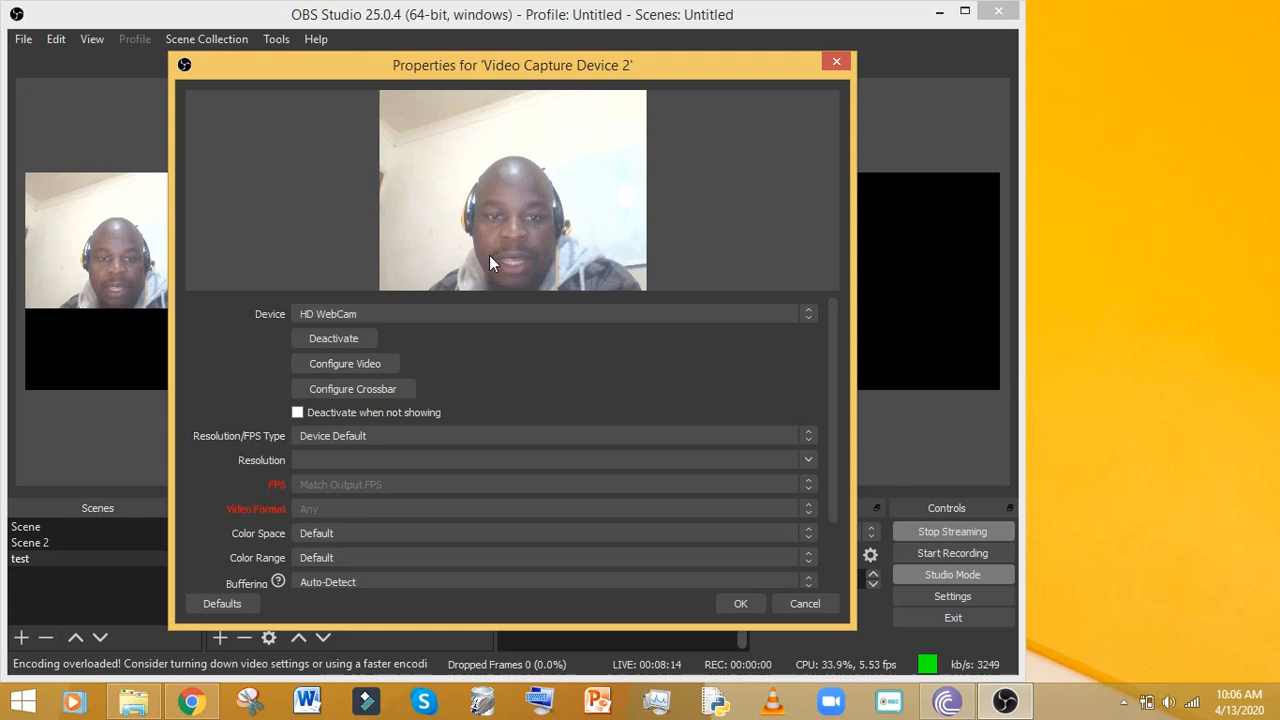 OBS Studio 25.0.4 (64-bit, windows) - Profile: Untitled - Scenes: Untitled
File Edit View Profile Scene Collection Tools Help
Properties for 'Video Capture Device 2'
Device HD WebCam
Deactivate
Configure Video
Configure Crossbar
Deactivate when not showing
Resolution/FPS Type Device Default
Resolution
FPS Match Output FPS
Video Format Any
Color Space Default
Color Range Default
Buffering ? Auto-Detect
Defaults OK Cancel
Scenes
Scene
Scene 2
test
Controls
Stop Streaming
Start Recording
Studio Mode
Settings
Exit
Encoding overloaded! Consider turning down video settings or using a faster encodi Dropped Frames 0 (0.0%) LIVE: 00:08:14 REC: 00:00:00 CPU: 33.9%, 5.53 fps kb/s: 3249
REC
10:06 AM
4/13/2020